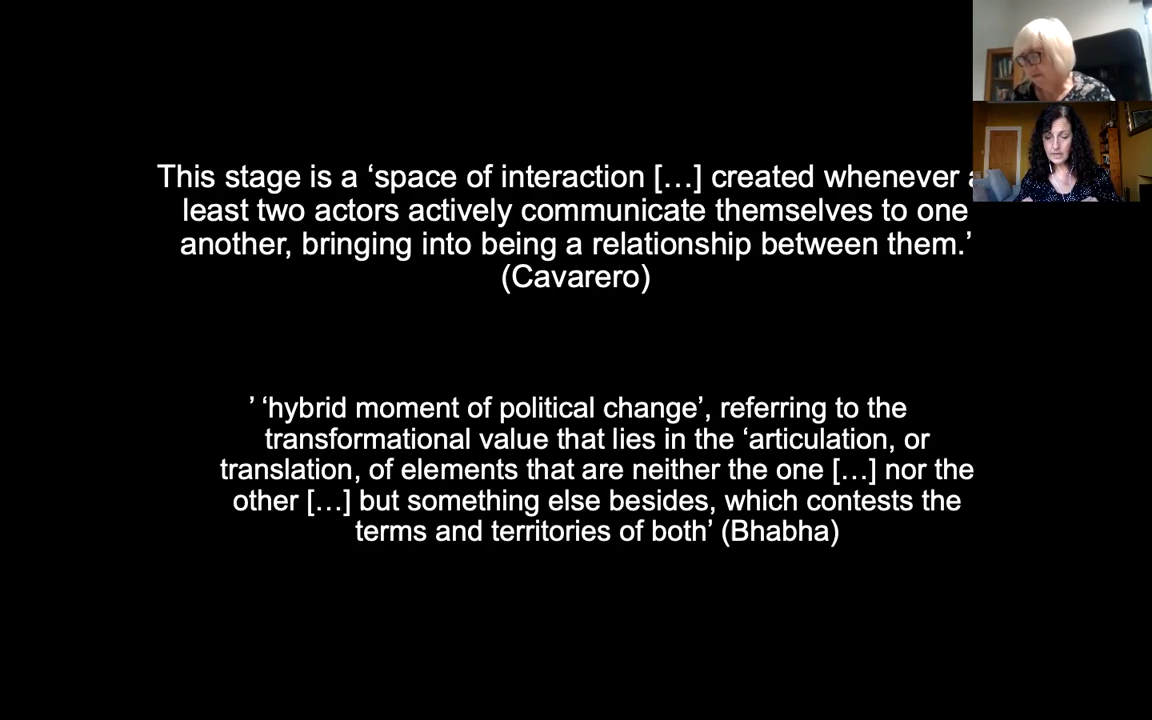 This stage is a ‘space of interaction […] created whenever
least two actors actively communicate themselves to one
another, bringing into being a relationship between them.’
(Cavarero)
’ ‘hybrid moment of political change’, referring to the
transformational value that lies in the ‘articulation, or
translation, of elements that are neither the one […] nor the
other […] but something else besides, which contests the
terms and territories of both’ (Bhabha)